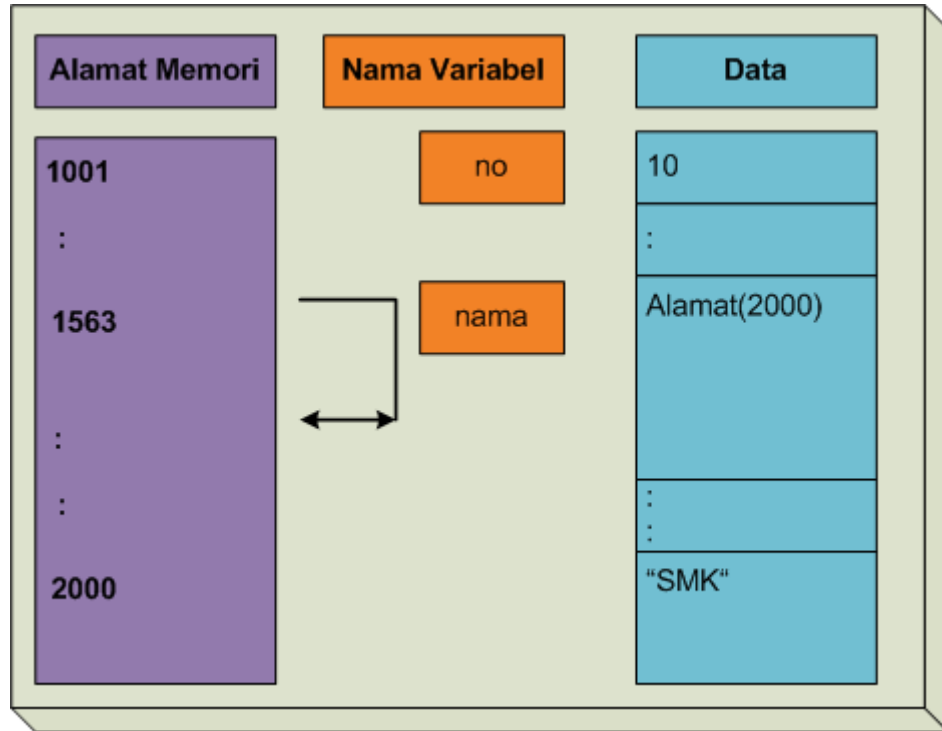 Alamat Memori Nama Variabel Data
1001 no 10
: :
1563 nama Alamat(2000)
: :
: :
2000 “SMK“